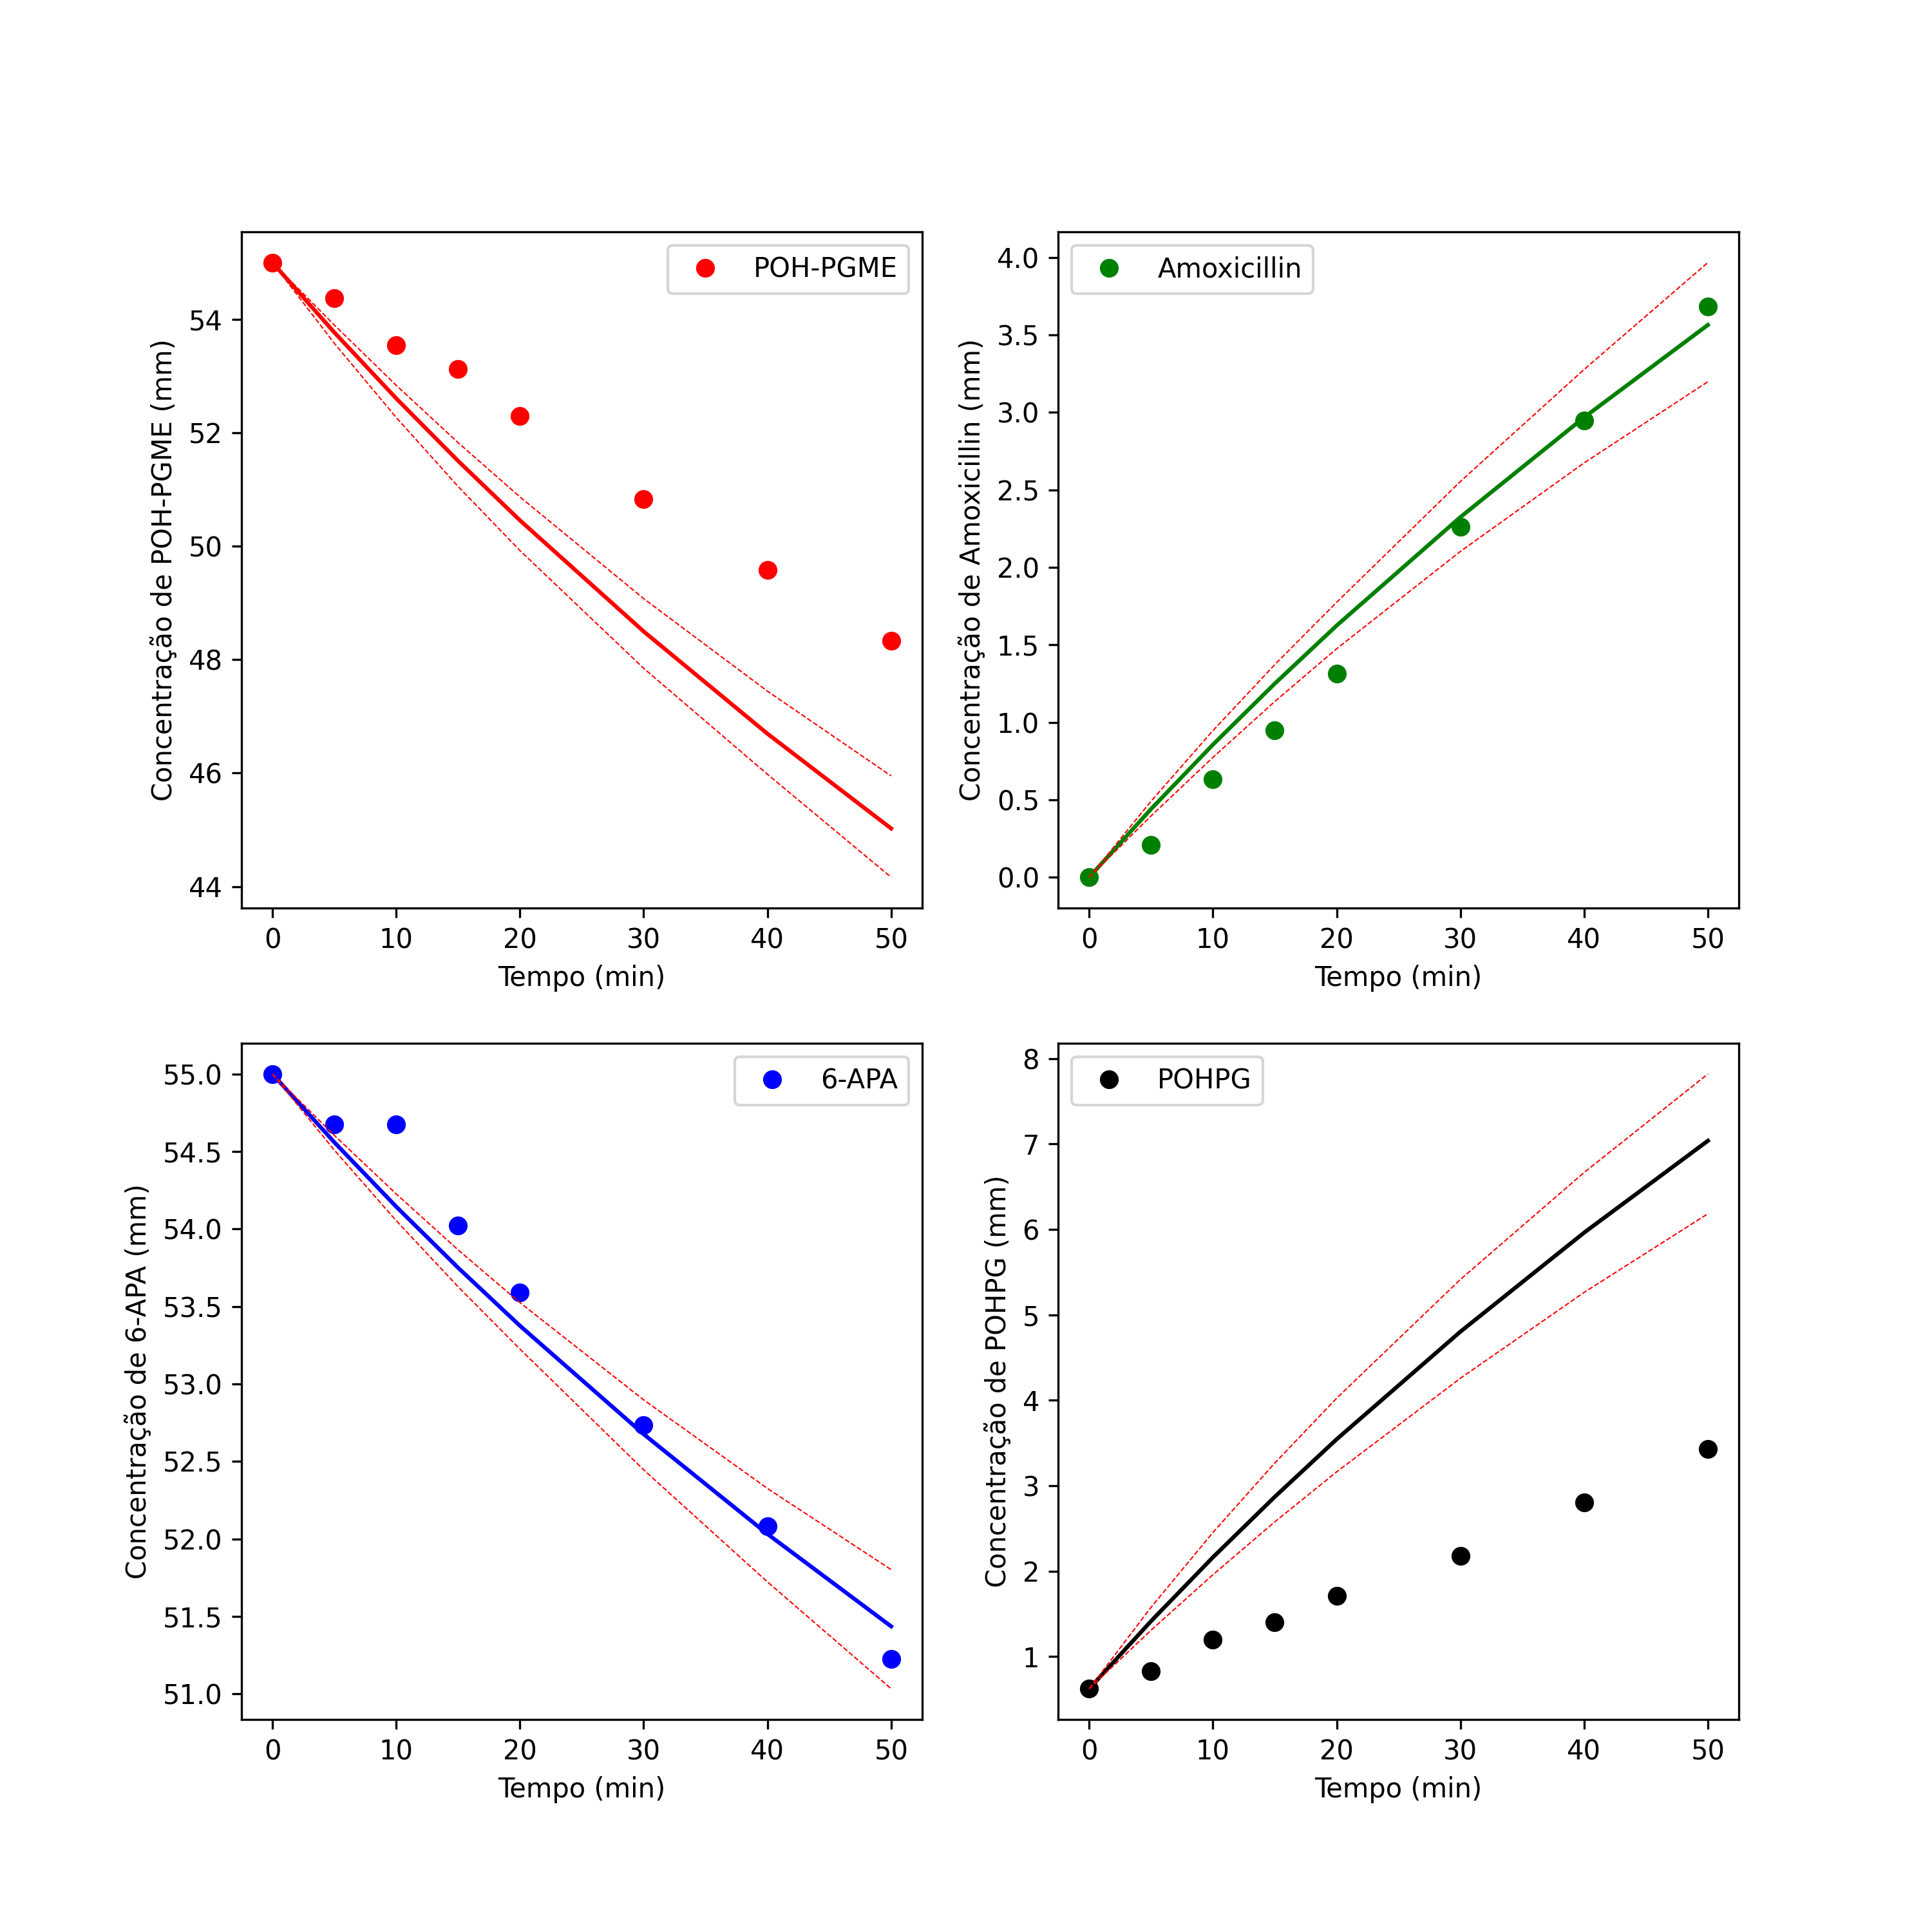 POH-PGME
Concentração de POH-PGME (mm)
54
52
50
48
46
44
0 10 20 30 40 50
Tempo (min)
Amoxicillin
Concentração de Amoxicillin (mm)
4.0
3.5
3.0
2.5
2.0
1.5
1.0
0.5
0.0
0 10 20 30 40 50
Tempo (min)
6-APA
Concentração de 6-APA (mm)
55.0
54.5
54.0
53.5
53.0
52.5
52.0
51.5
51.0
0 10 20 30 40 50
Tempo (min)
POHPG
Concentração de POHPG (mm)
8
7
6
5
4
3
2
1
0 10 20 30 40 50
Tempo (min)